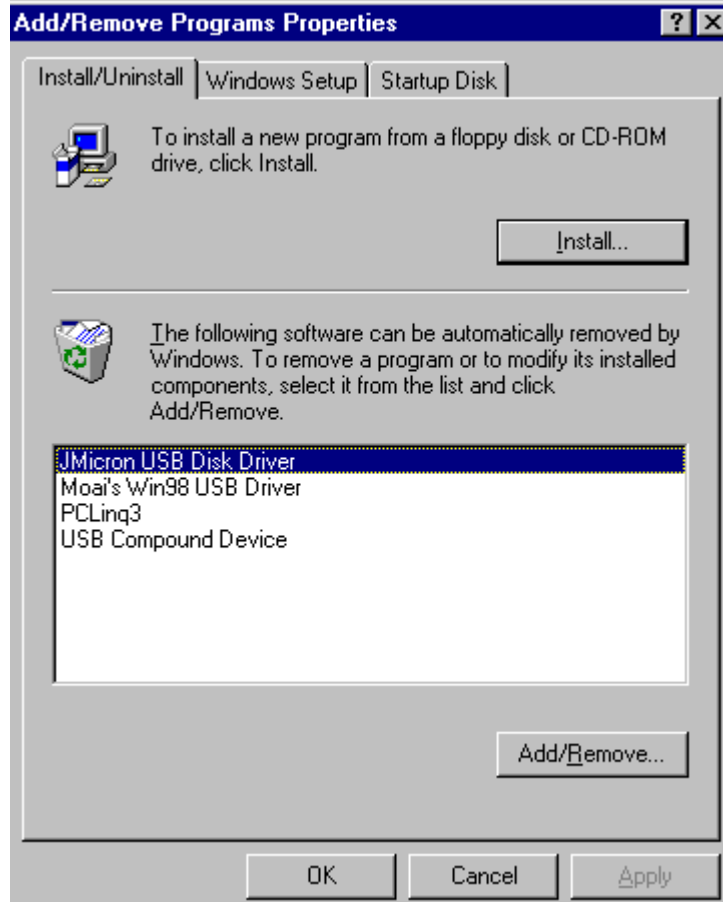 Add/Remove Programs Properties
Install/Uninstall Windows Setup Startup Disk
To install a new program from a floppy disk or CD-ROM
drive, click Install.
Install...
The following software can be automatically removed by
Windows. To remove a program or to modify its installed
components, select it from the list and click
Add/Remove.
JMicron USB Disk Driver
Moai's Win98 USB Driver
PCLinq3
USB Compound Device
Add/Remove...
OK Cancel Apply